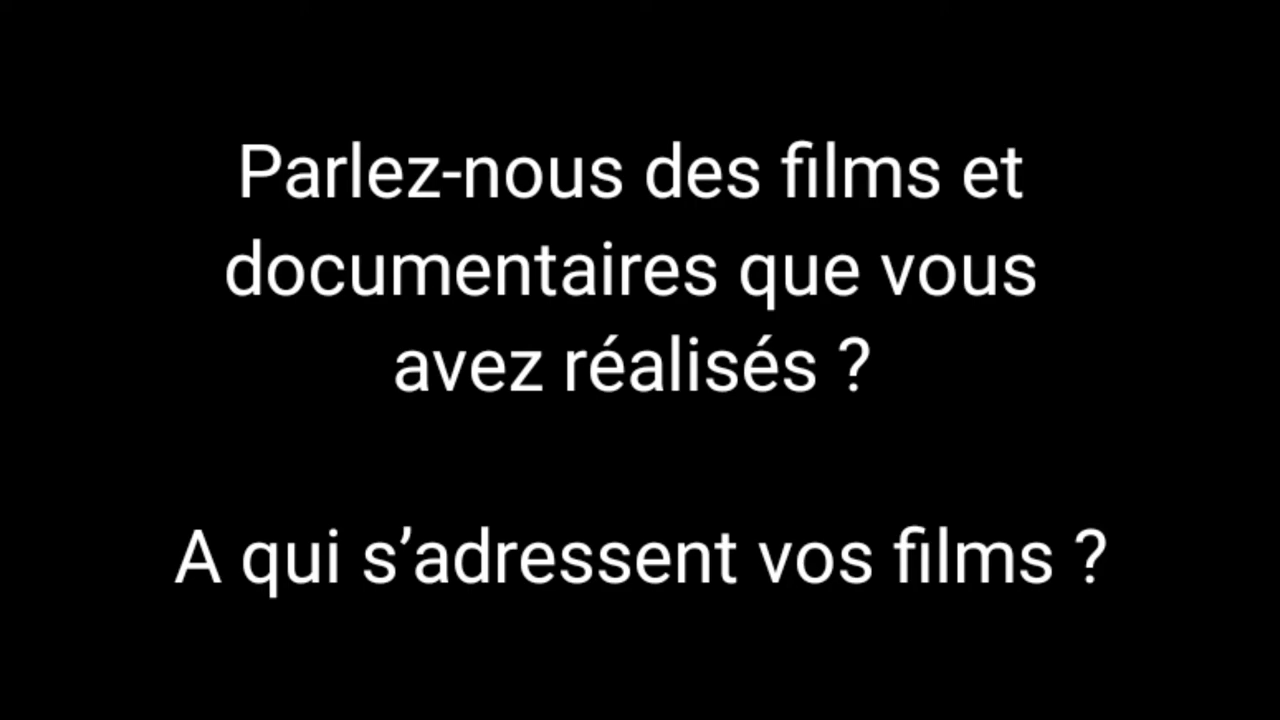 Parlez-nous des films et
documentaires que vous
avez réalisés ?
A qui s’adressent vos films ?